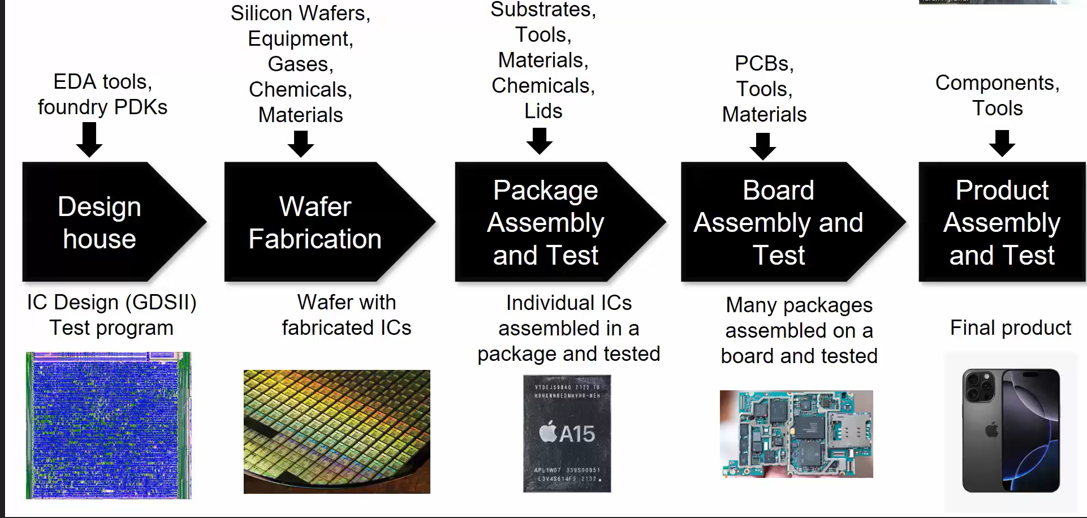 EDA tools,
foundry PDKs
Silicon Wafers,
Equipment,
Gases,
Chemicals,
Materials
Substrates,
Tools,
Materials,
Chemicals,
Lids
PCBs,
Tools,
Materials
Components,
Tools
Design
house
Wafer
Fabrication
Package
Assembly
and Test
Board
Assembly and
Test
Product
Assembly
and Test
IC Design (GDSII)
Test program
Wafer with
fabricated ICs
Individual ICs
assembled in a
package and tested
Many packages
assembled on a
board and tested
Final product
A15